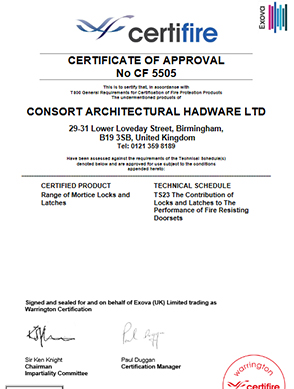 certifire
Exova
CERTIFICATE OF APPROVAL
No CF 5505
This is to certify that, in accordance with
TS00 General Requirements for Certification of Fire Protection Products
The undermentioned products of
CONSORT ARCHITECTURAL HADWARE LTD
29-31 Lower Loveday Street, Birmingham,
B19 3SB, United Kingdom
Tel: 0121 359 8189
Have been assessed against the requirements of the Technical Schedule(s)
denoted below and are approved for use subject to the conditions
appended hereto:
CERTIFIED PRODUCT
Range of Mortice Locks and
Latches
TECHNICAL SCHEDULE
TS23 The Contribution of
Locks and Latches to The
Performance of Fire Resisting
Doorsets
Signed and sealed for and on behalf of Exova (UK) Limited trading as
Warrington Certification
Sir Ken Knight
Chairman
Impartiality Committee
Paul Duggan
Certification Manager
warrington
certifire